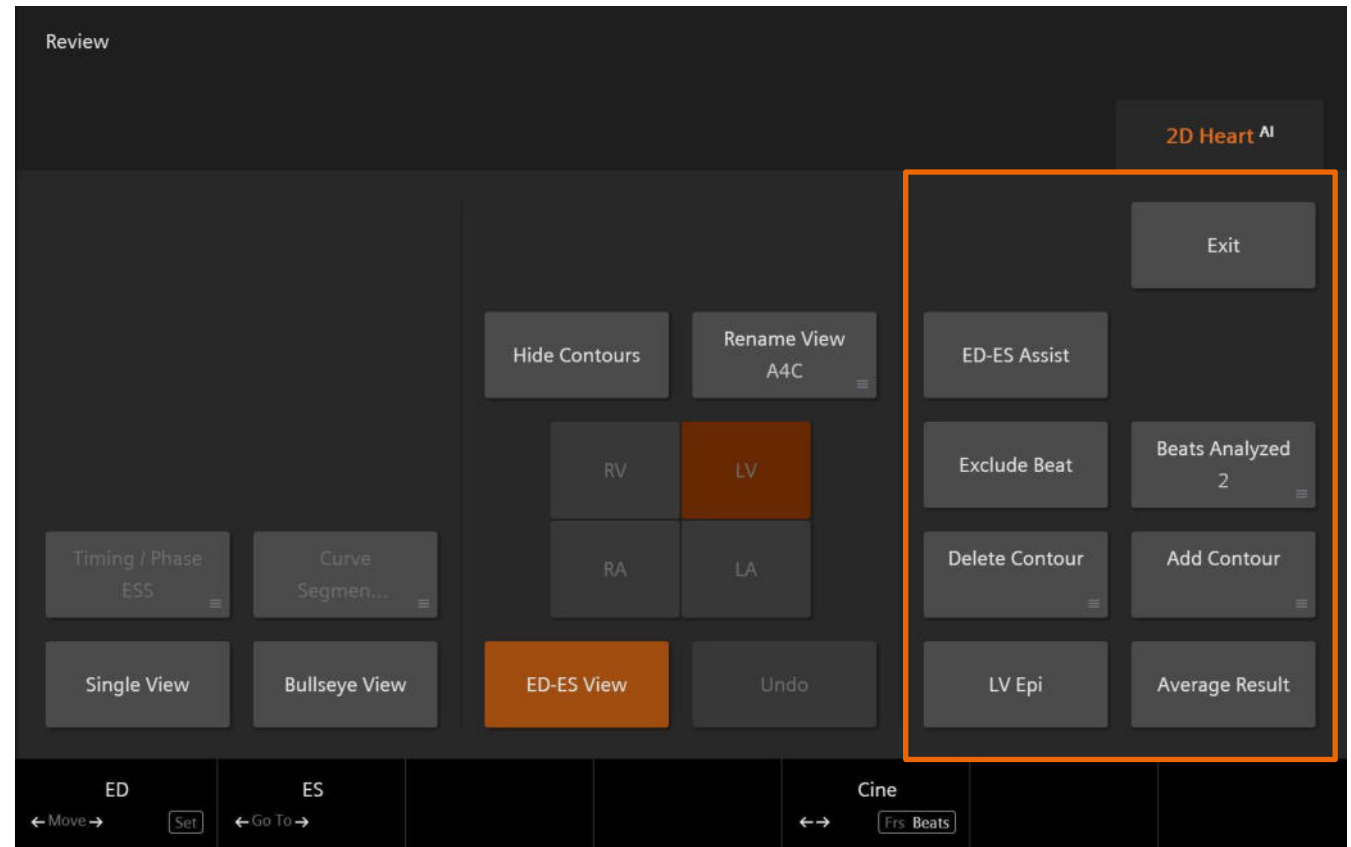 Review
2D Heart AI
Exit
Hide Contours
Rename View
A4C
ED-ES Assist
RV
LV
Exclude Beat
Beats Analyzed
2
Timing / Phase
ESS
Curve
Segmen...
RA
LA
Delete Contour
Add Contour
Single View
Bullseye View
ED-ES View
Undo
LV Epi
Average Result
ED
←Move→ Set
ES
←Go To→
Cine
←→ Frs Beats